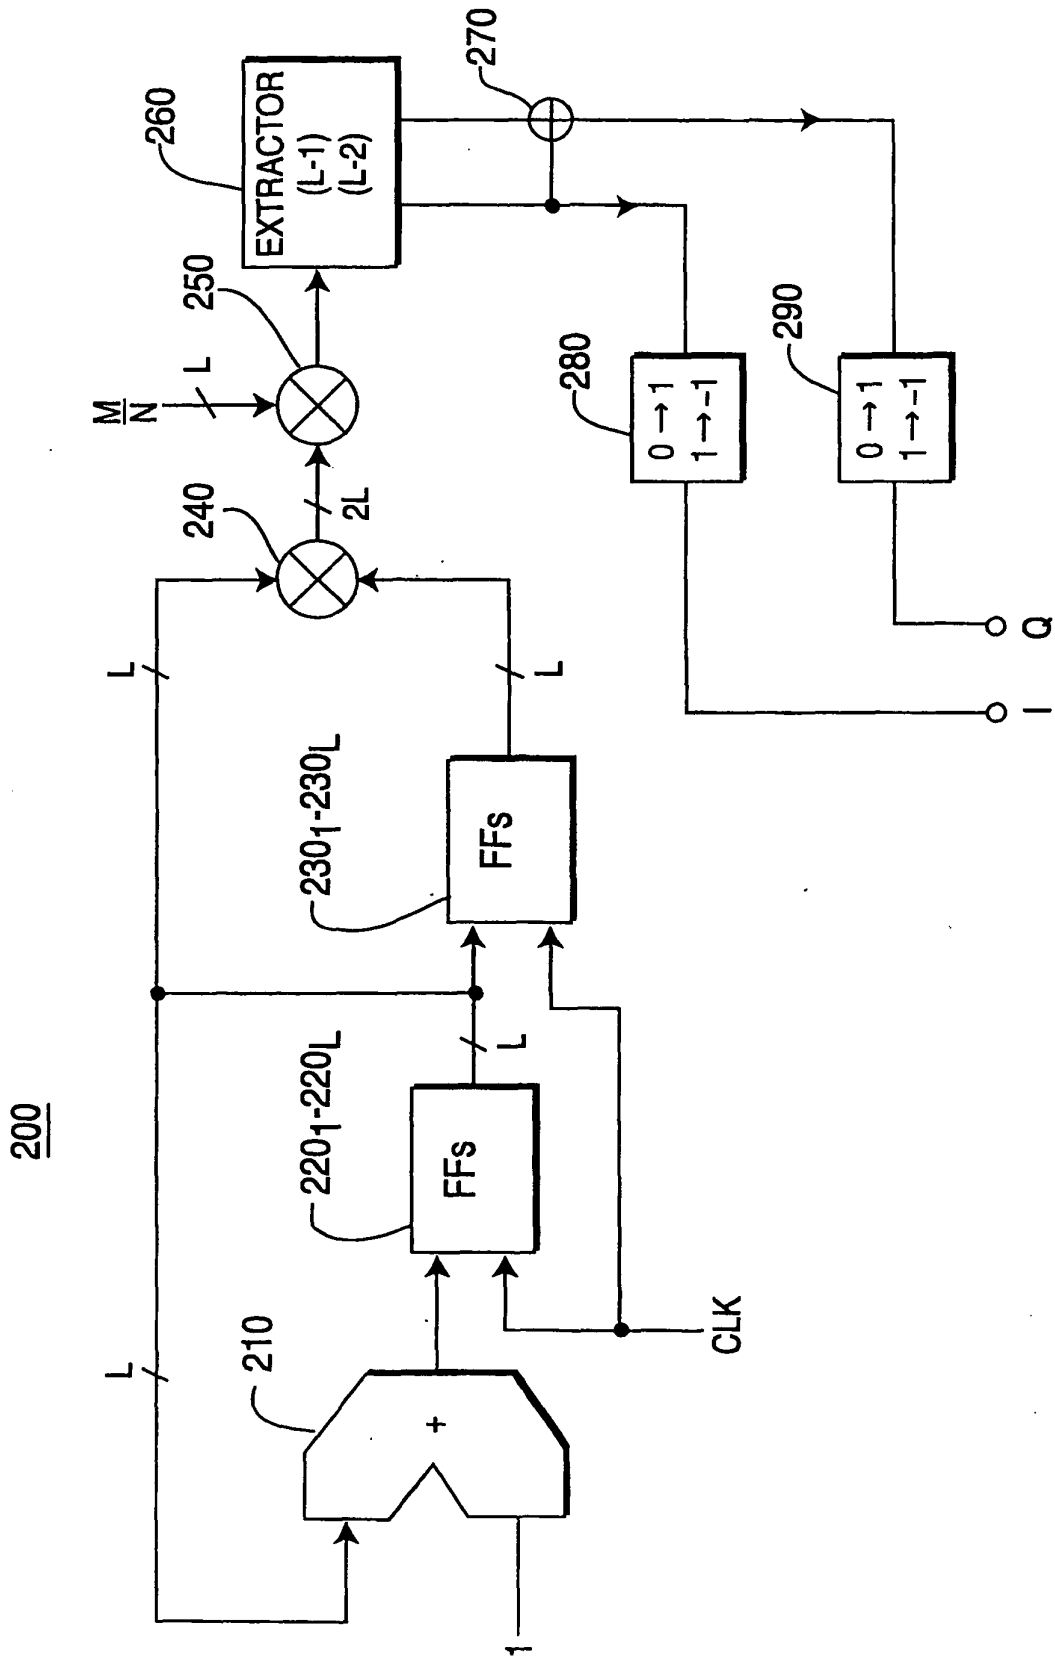 200
210
+
1
L
CLK
220₁-220L
FFs
L
230₁-230L
FFs
L
L
240
2L
M
N
L
250
260
EXTRACTOR
(L-1)
(L-2)
270
280
0→1
1→-1
290
0→1
1→-1
I
Q